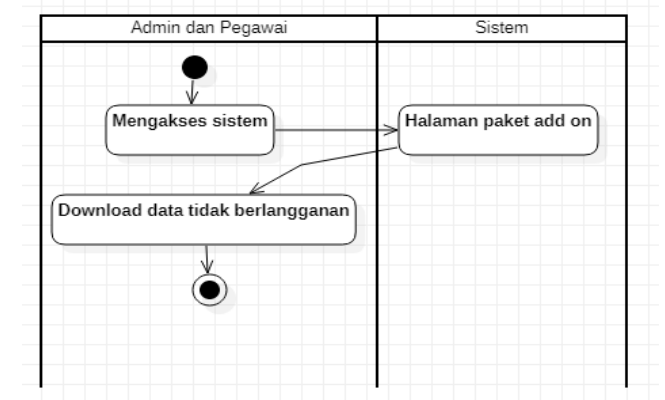 Admin dan Pegawai
Sistem
Mengakses sistem
Halaman paket add on
Download data tidak berlangganan